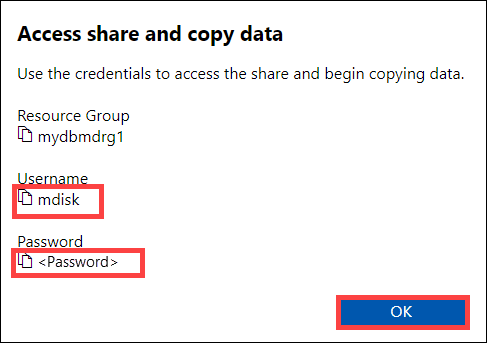 Access share and copy data
Use the credentials to access the share and begin copying data.
Resource Group
mydbmdrg1
Username
mdisk
Password
<Password>
OK